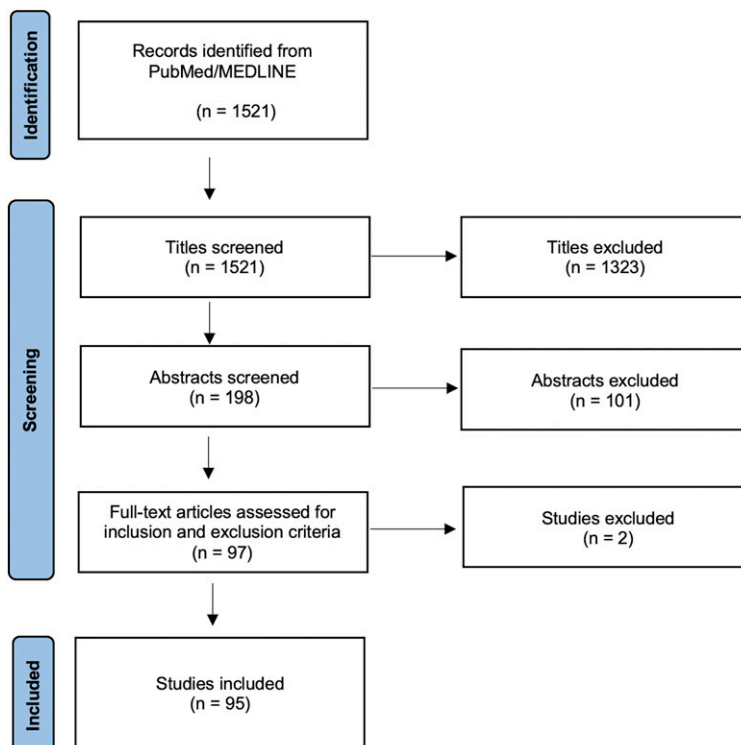 Identification
Records identified from
PubMed/MEDLINE
(n = 1521)
Screening
Titles screened
(n = 1521)
Titles excluded
(n = 1323)
Abstracts screened
(n = 198)
Abstracts excluded
(n = 101)
Full-text articles assessed for
inclusion and exclusion criteria
(n = 97)
Studies excluded
(n = 2)
Included
Studies included
(n = 95)